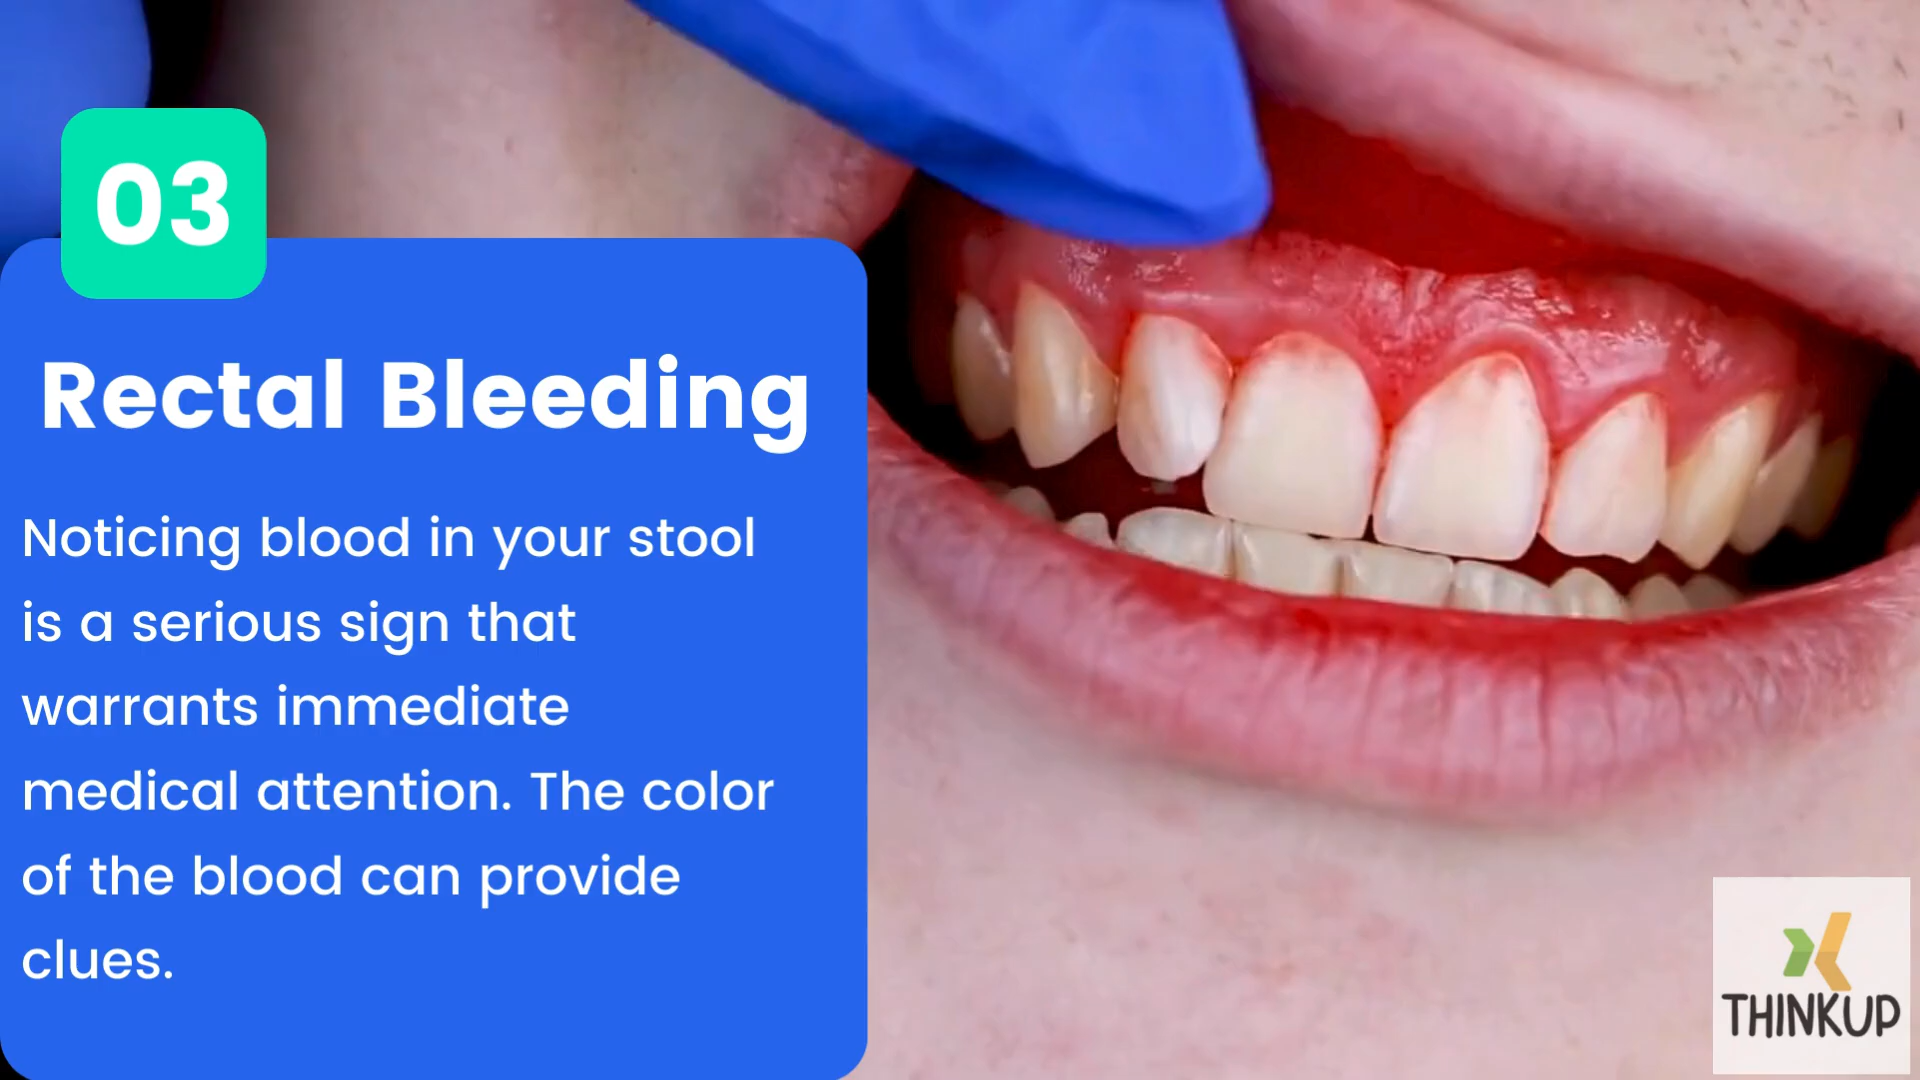 03
Rectal Bleeding
Noticing blood in your stool
is a serious sign that
warrants immediate
medical attention. The color
of the blood can provide
clues.
THINKUP